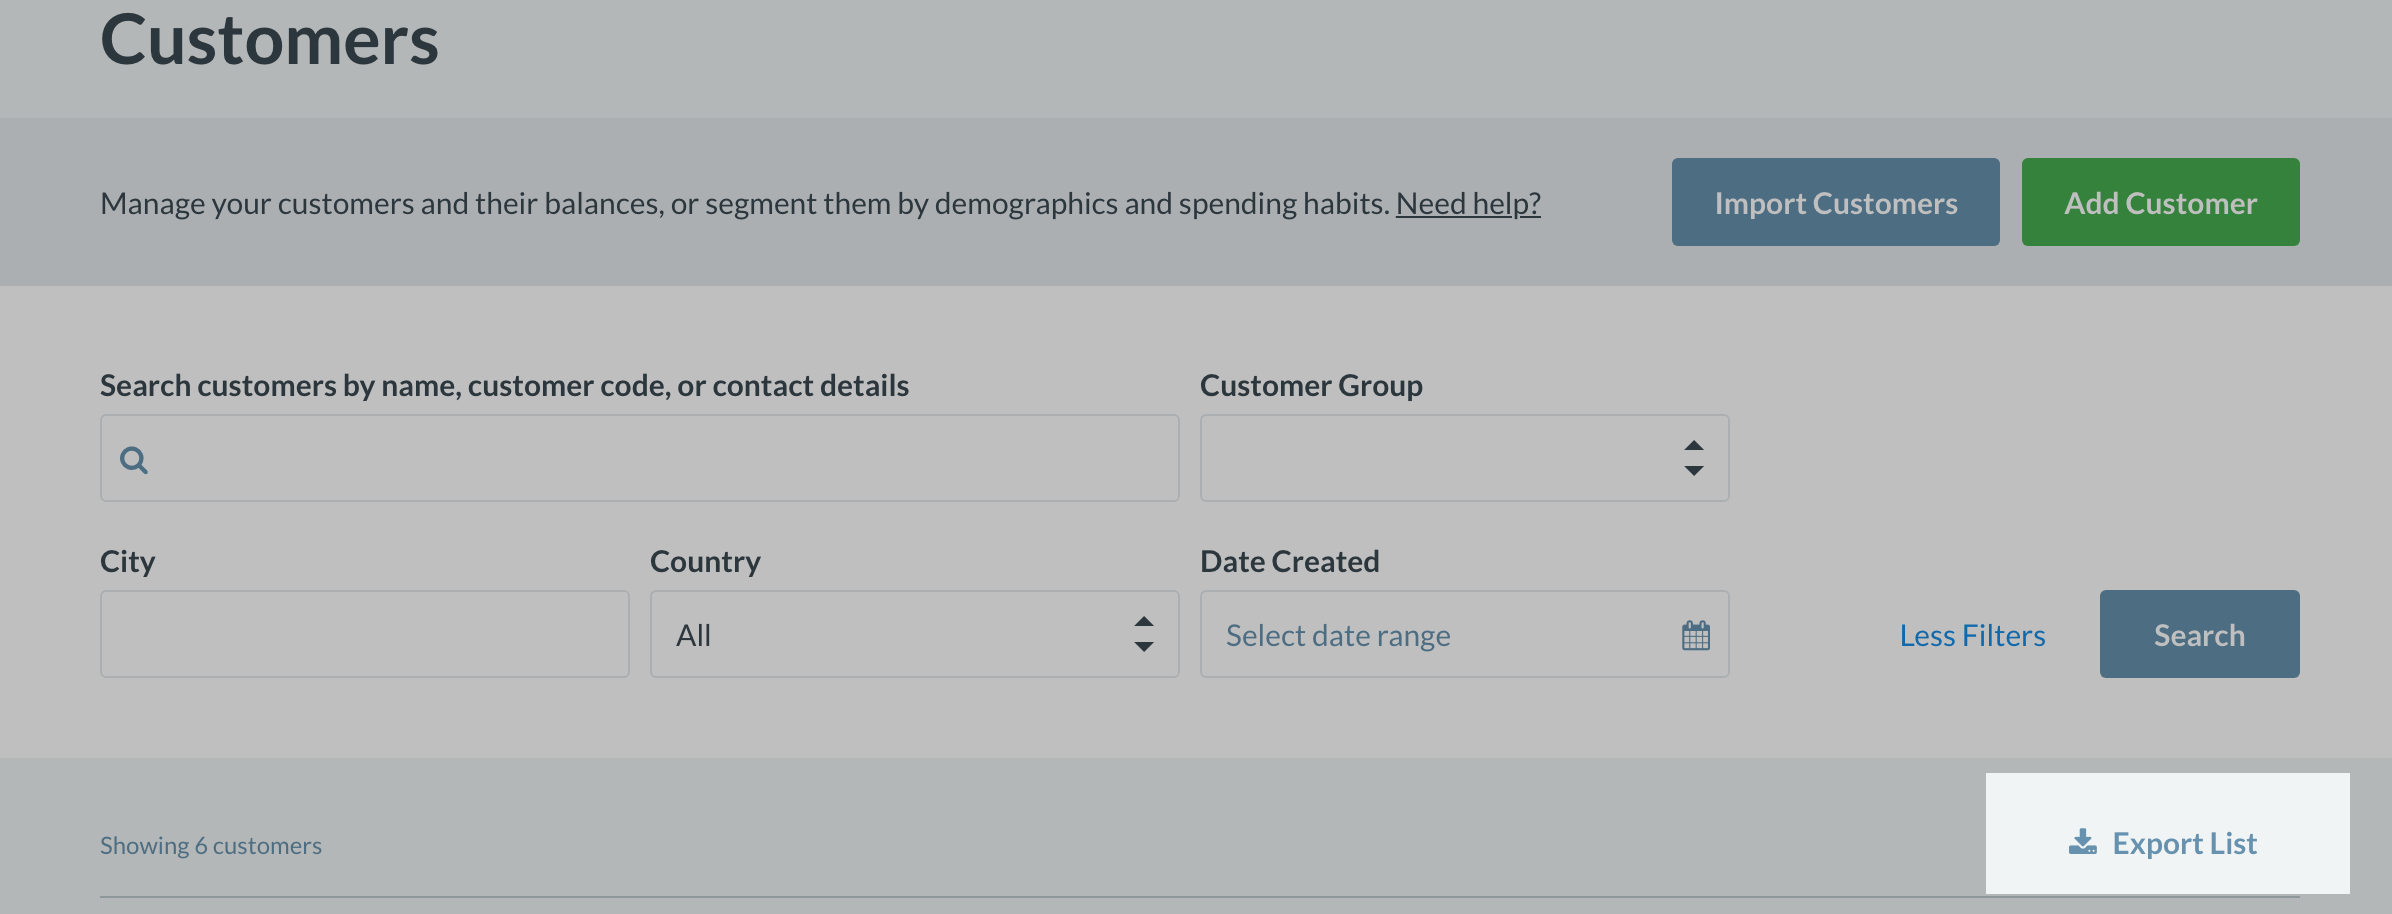 Customers
Manage your customers and their balances, or segment them by demographics and spending habits. Need help?
Import Customers
Add Customer
Search customers by name, customer code, or contact details
Customer Group
City
Country
Date Created
All
Select date range
Less Filters
Search
Showing 6 customers
Export List